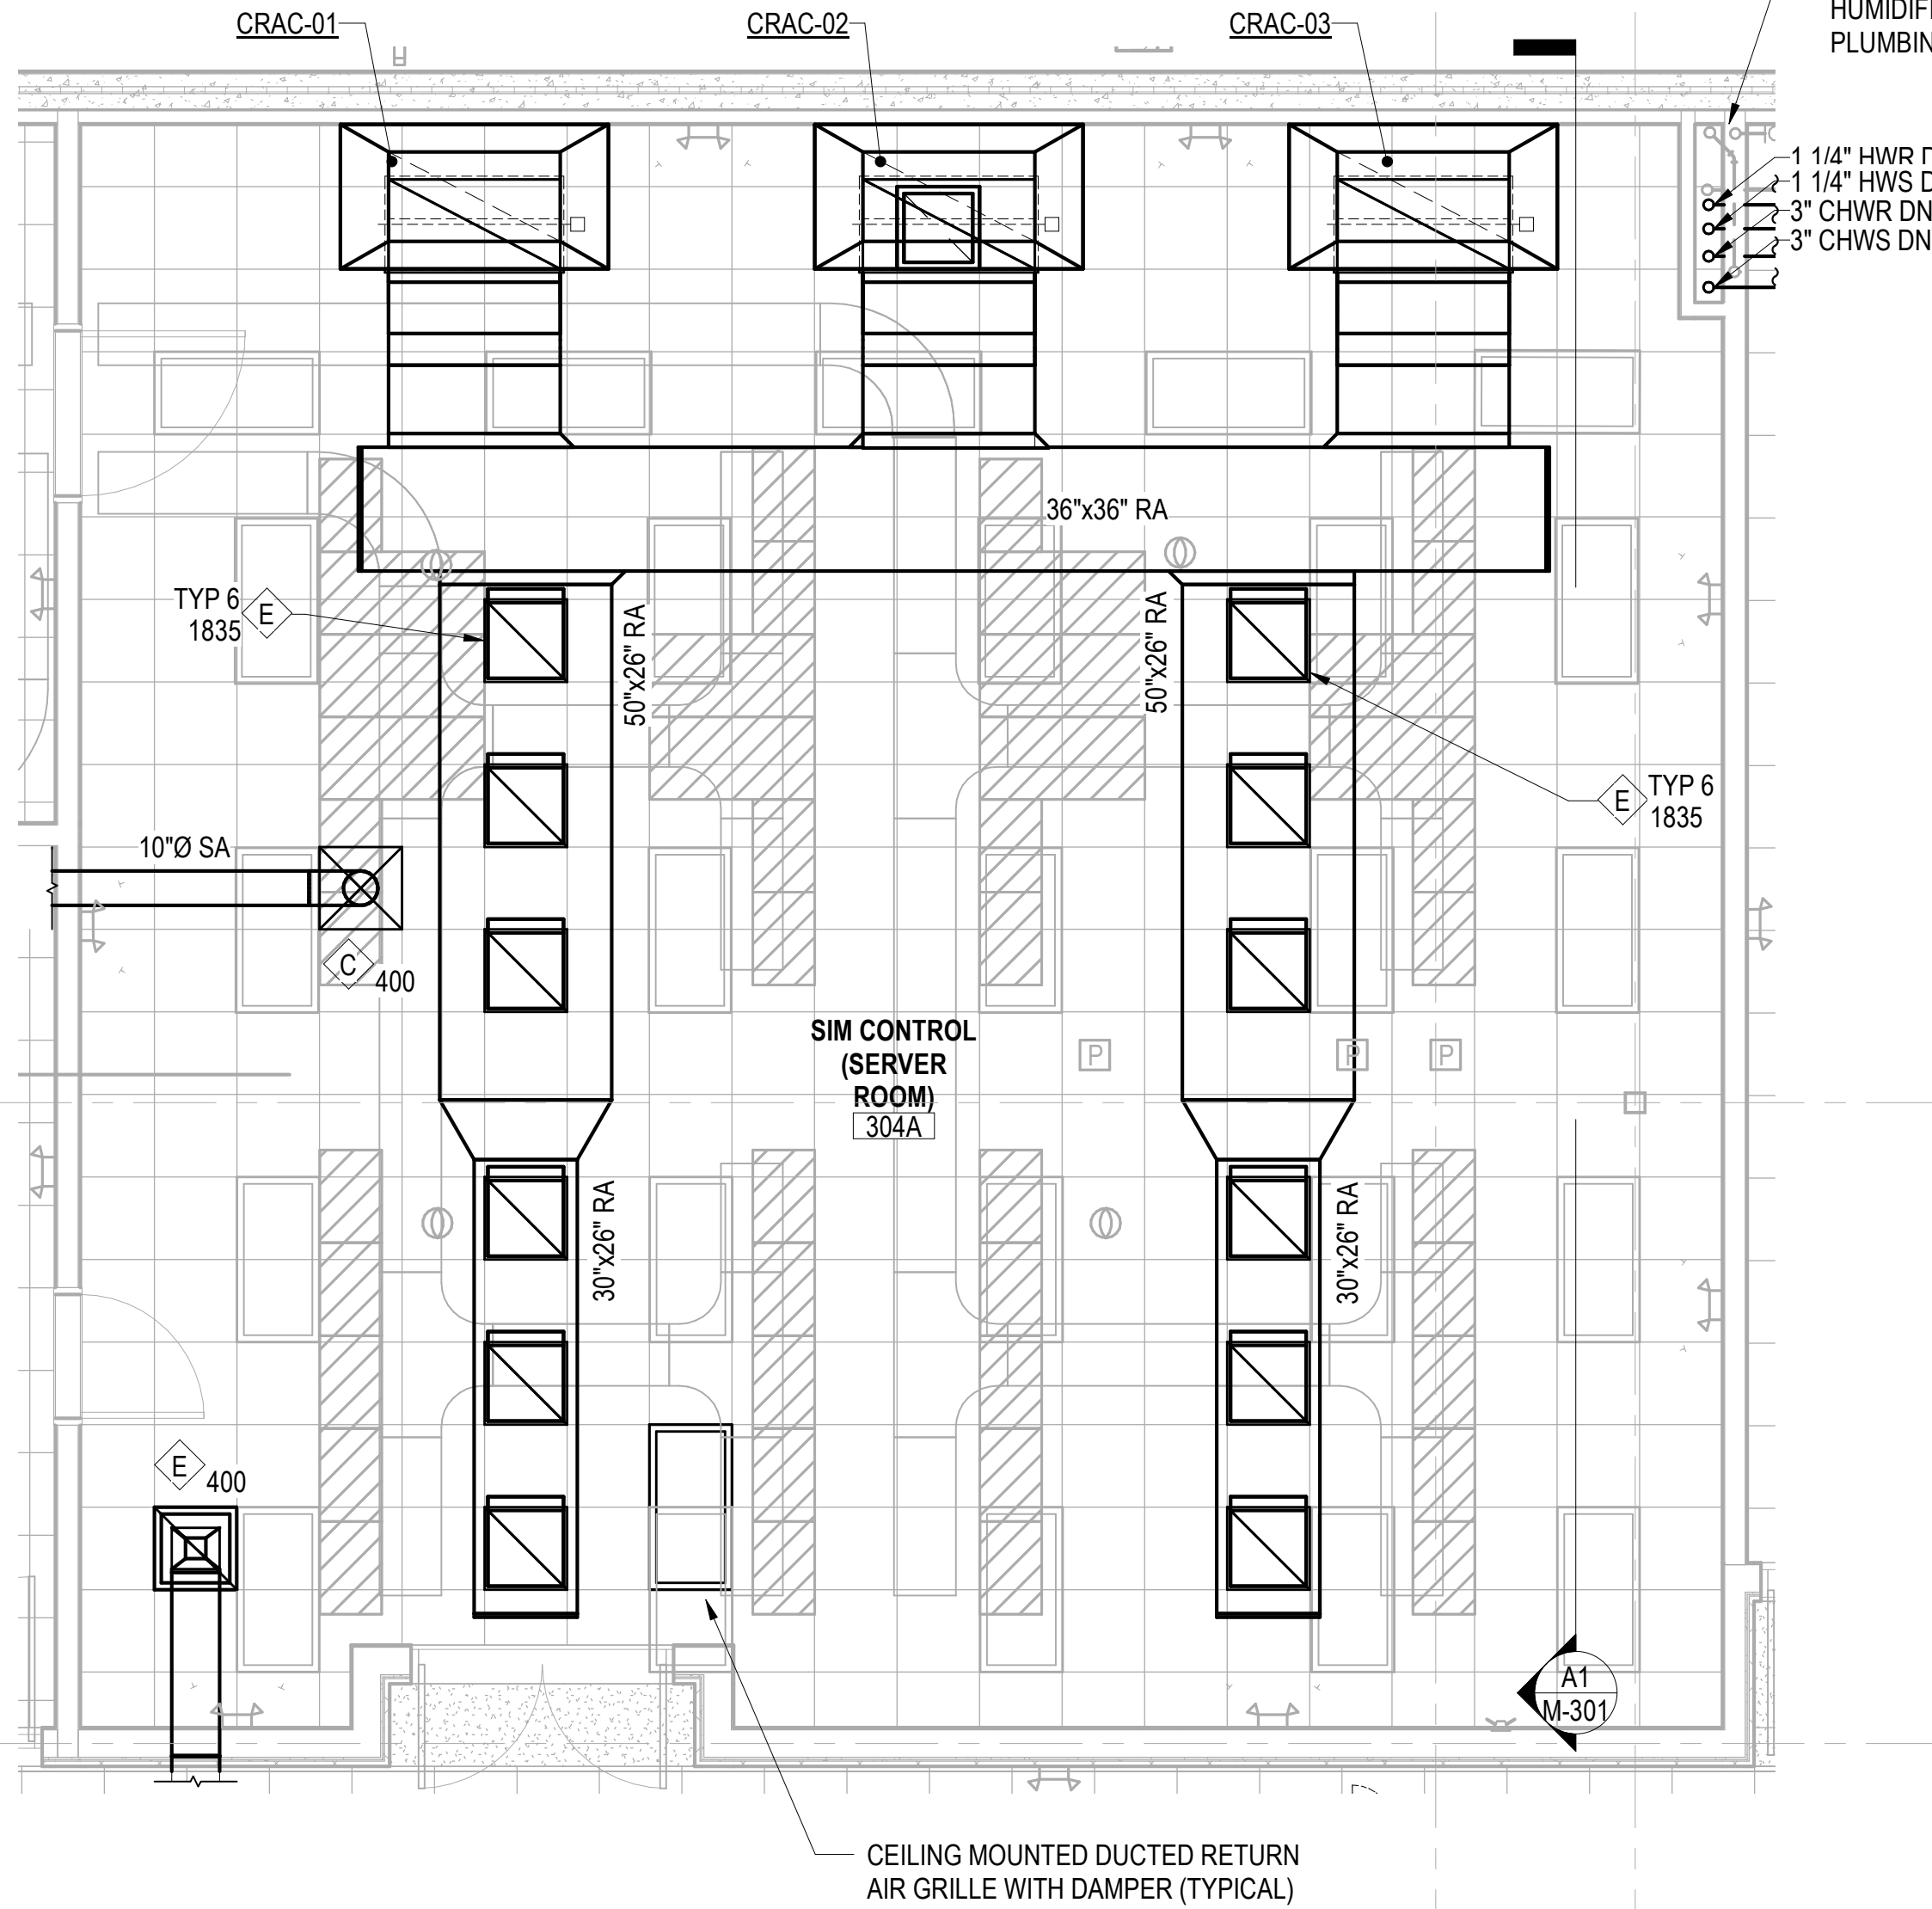 CRAC-01
CRAC-02
CRAC-03
PLUMBIN
1 1/4" HWR D
1 1/4" HWS D
3" CHWR DN
3" CHWS DN
36"x36" RA
TYP 6
1835
E
50"x26" RA
50"x26" RA
E
TYP 6
1835
10"Ø SA
C
400
SIM CONTROL
(SERVER
ROOM)
304A
P
P
P
30"x26" RA
30"x26" RA
E
400
A1
M-301
CEILING MOUNTED DUCTED RETURN
AIR GRILLE WITH DAMPER (TYPICAL)